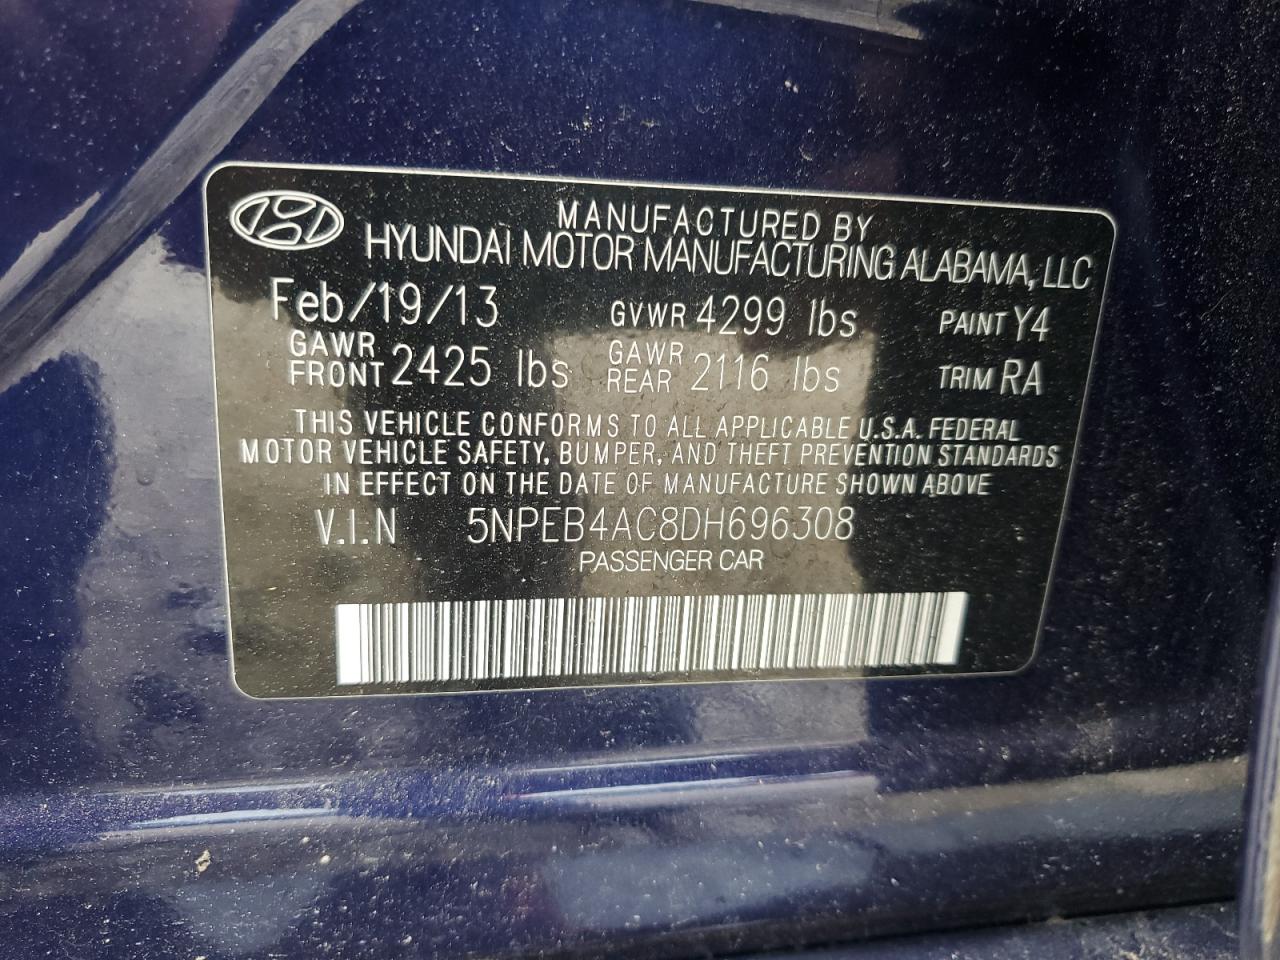 MANUFACTURED BY
HYUNDAI MOTOR MANUFACTURING ALABAMA, LLC
Feb/19/13 GVWR 4299 lbs PAINT Y4
GAWR FRONT 2425 lbs GAWR REAR 2116 lbs TRIM RA
THIS VEHICLE CONFORMS TO ALL APPLICABLE U.S.A. FEDERAL
MOTOR VEHICLE SAFETY, BUMPER, AND THEFT PREVENTION STANDARDS
IN EFFECT ON THE DATE OF MANUFACTURE SHOWN ABOVE
V.I.N 5NPEB4AC8DH696308
PASSENGER CAR